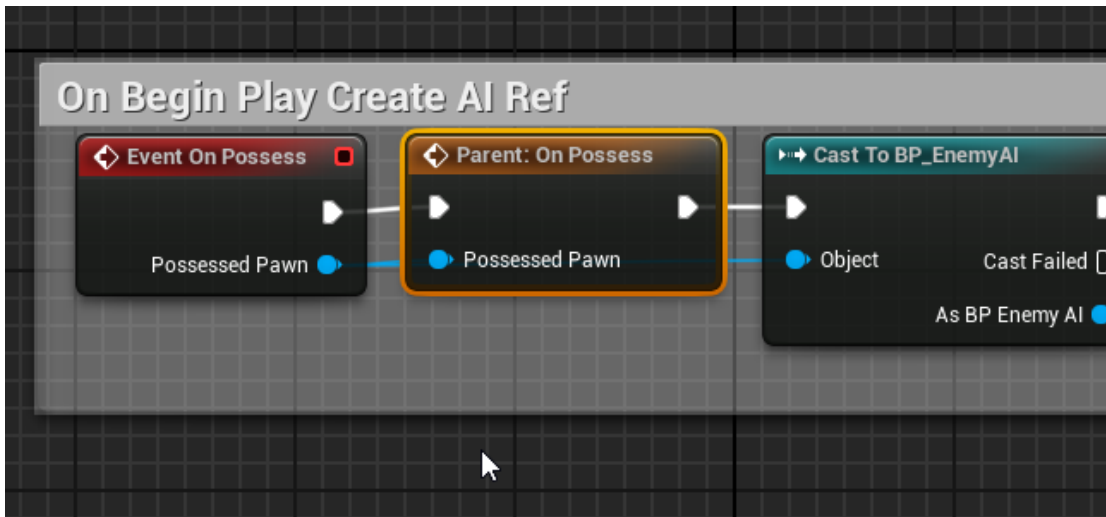 On Begin Play Create AI Ref
Event On Possess
Possessed Pawn
Parent: On Possess
Possessed Pawn
Cast To BP_EnemyAI
Object
Cast Failed
As BP Enemy AI